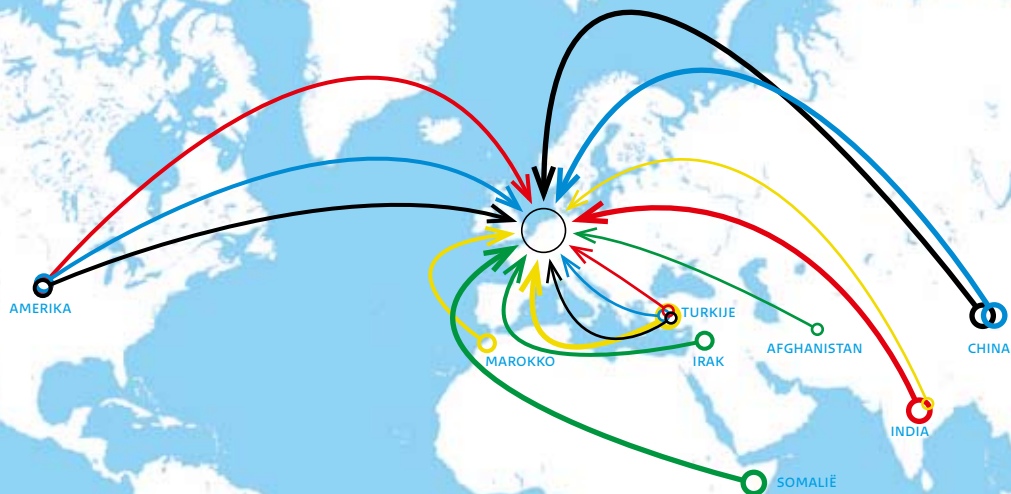 AMERIKA
TURKIJE
MAROKKO
IRAK
AFGHANISTAN
CHINA
INDIA
SOMALIË